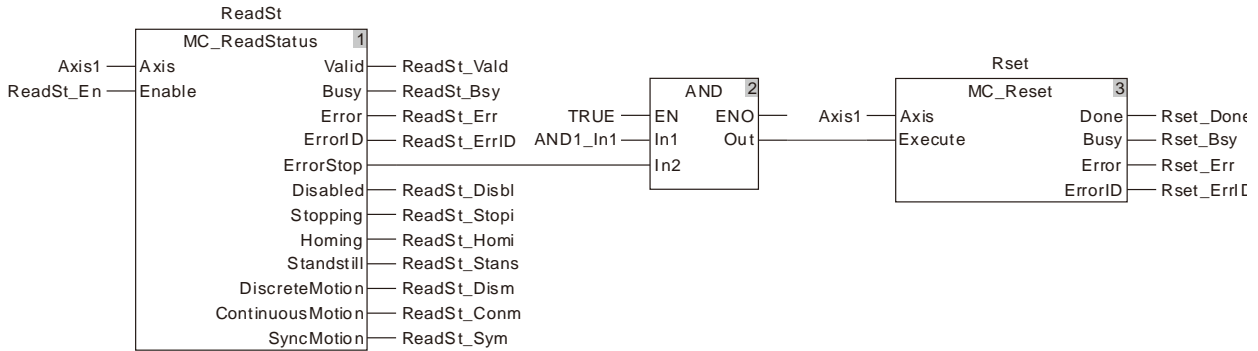 ReadSt
MC_ReadStatus 1
Axis1 Axis Valid ReadSt_Vald
ReadSt_En Enable Busy ReadSt_Bsy
Error ReadSt_Err
ErrorID ReadSt_ErrID
ErrorStop
Disabled ReadSt_Disbl
Stopping ReadSt_Stopi
Homing ReadSt_Homi
Standstill ReadSt_Stans
DiscreteMotion ReadSt_Dism
ContinuousMotion ReadSt_Conm
SyncMotion ReadSt_Sym
AND 2
TRUE EN ENO
AND1_In1 In1 Out
In2
Rset
MC_Reset 3
Axis1 Axis Done Rset_Done
Execute Busy Rset_Bsy
Error Rset_Err
ErrorID Rset_ErrID